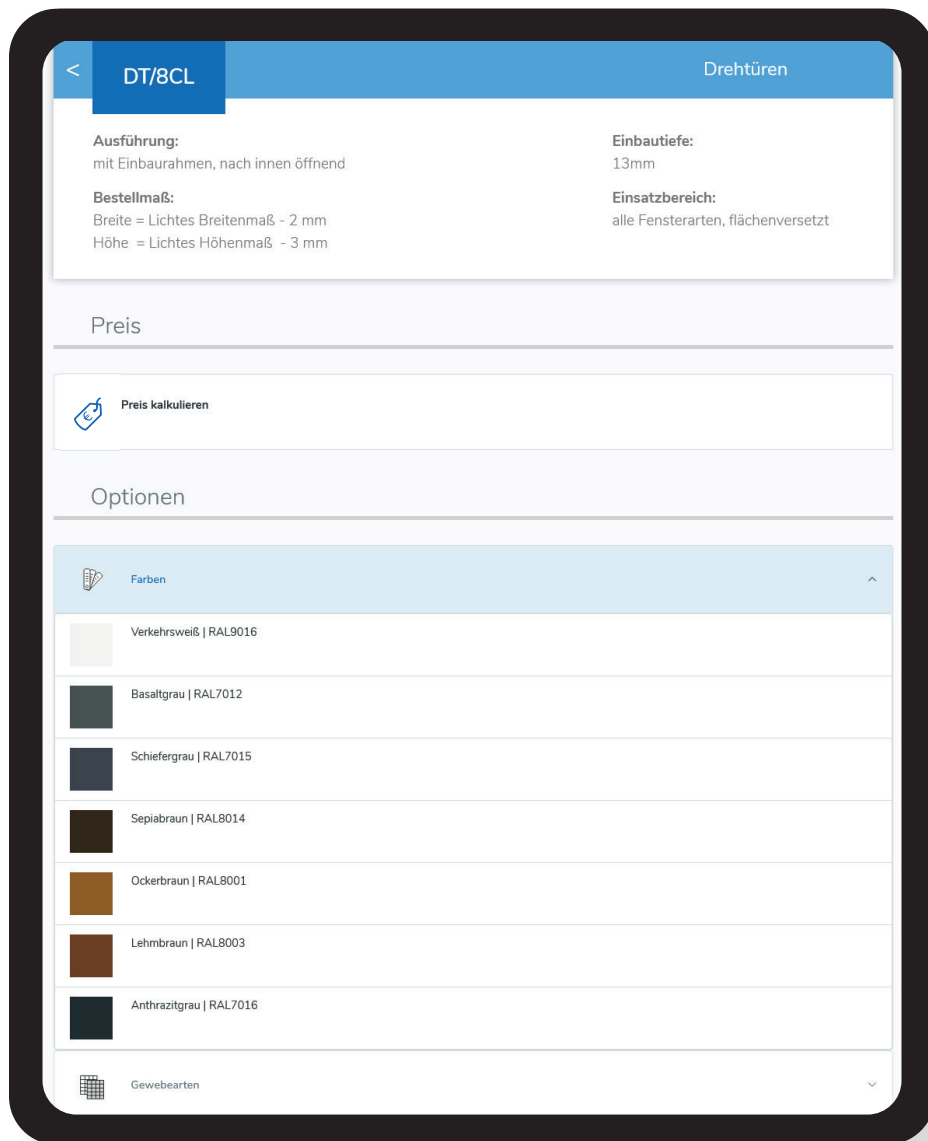 <
DT/8CL
Drehtüren
Ausführung:
mit Einbaurahmen, nach innen öffnend
Einbautiefe:
13mm
Bestellmaß:
Breite = Lichtes Breitenmaß - 2 mm
Höhe = Lichtes Höhenmaß - 3 mm
Einsatzbereich:
alle Fensterarten, flächenversetzt
Preis
€
Preis kalkulieren
Optionen
Farben
Verkehrsweiß | RAL9016
Basaltgrau | RAL7012
Schiefergrau | RAL7015
Sepiabraun | RAL8014
Ockerbraun | RAL8001
Lehmbraun | RAL8003
Anthrazitgrau | RAL7016
Gewebearten